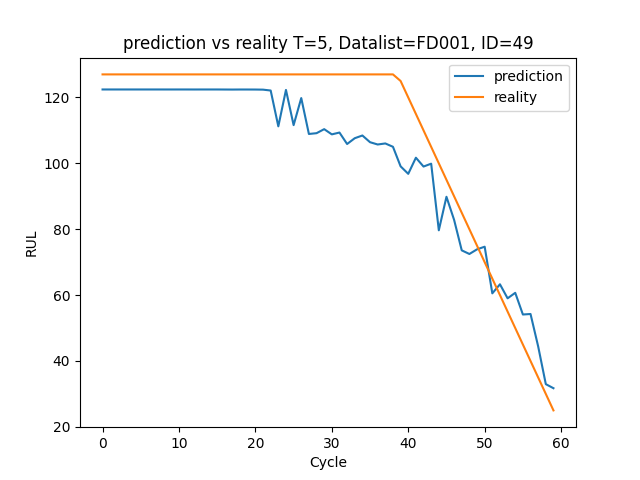 prediction vs reality T=5, Datalist=FD001, ID=49
prediction
reality
RUL
120
100
80
60
40
20
0 10 20 30 40 50 60
Cycle